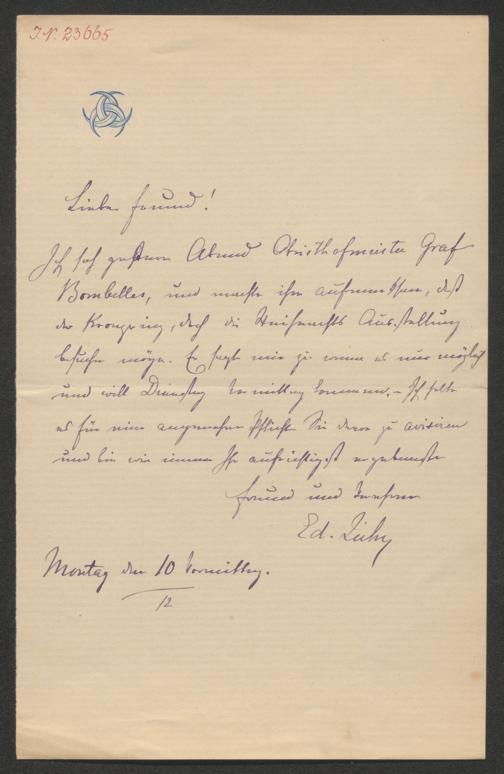 I.N. 23665
Lieber Freund!
Ich sah gestern Abend Obersthofmeister Graf
Bombelles, und machte ihn aufmerksam, daß
der Kronprinz, doch die Weihnachts Ausstellung
besuchen möge. Er sagte mir zu wenn es nur möglich
und will Dienstag Vormittag kommen. – Ich halte
es für eine angenehme Pflicht Sie davon zu avisiren
und bin wie immer Ihr aufrichtigst ergebenster
Freund und Verehrer
Ed. Zichy
Montag den 10 Vormittag.
12